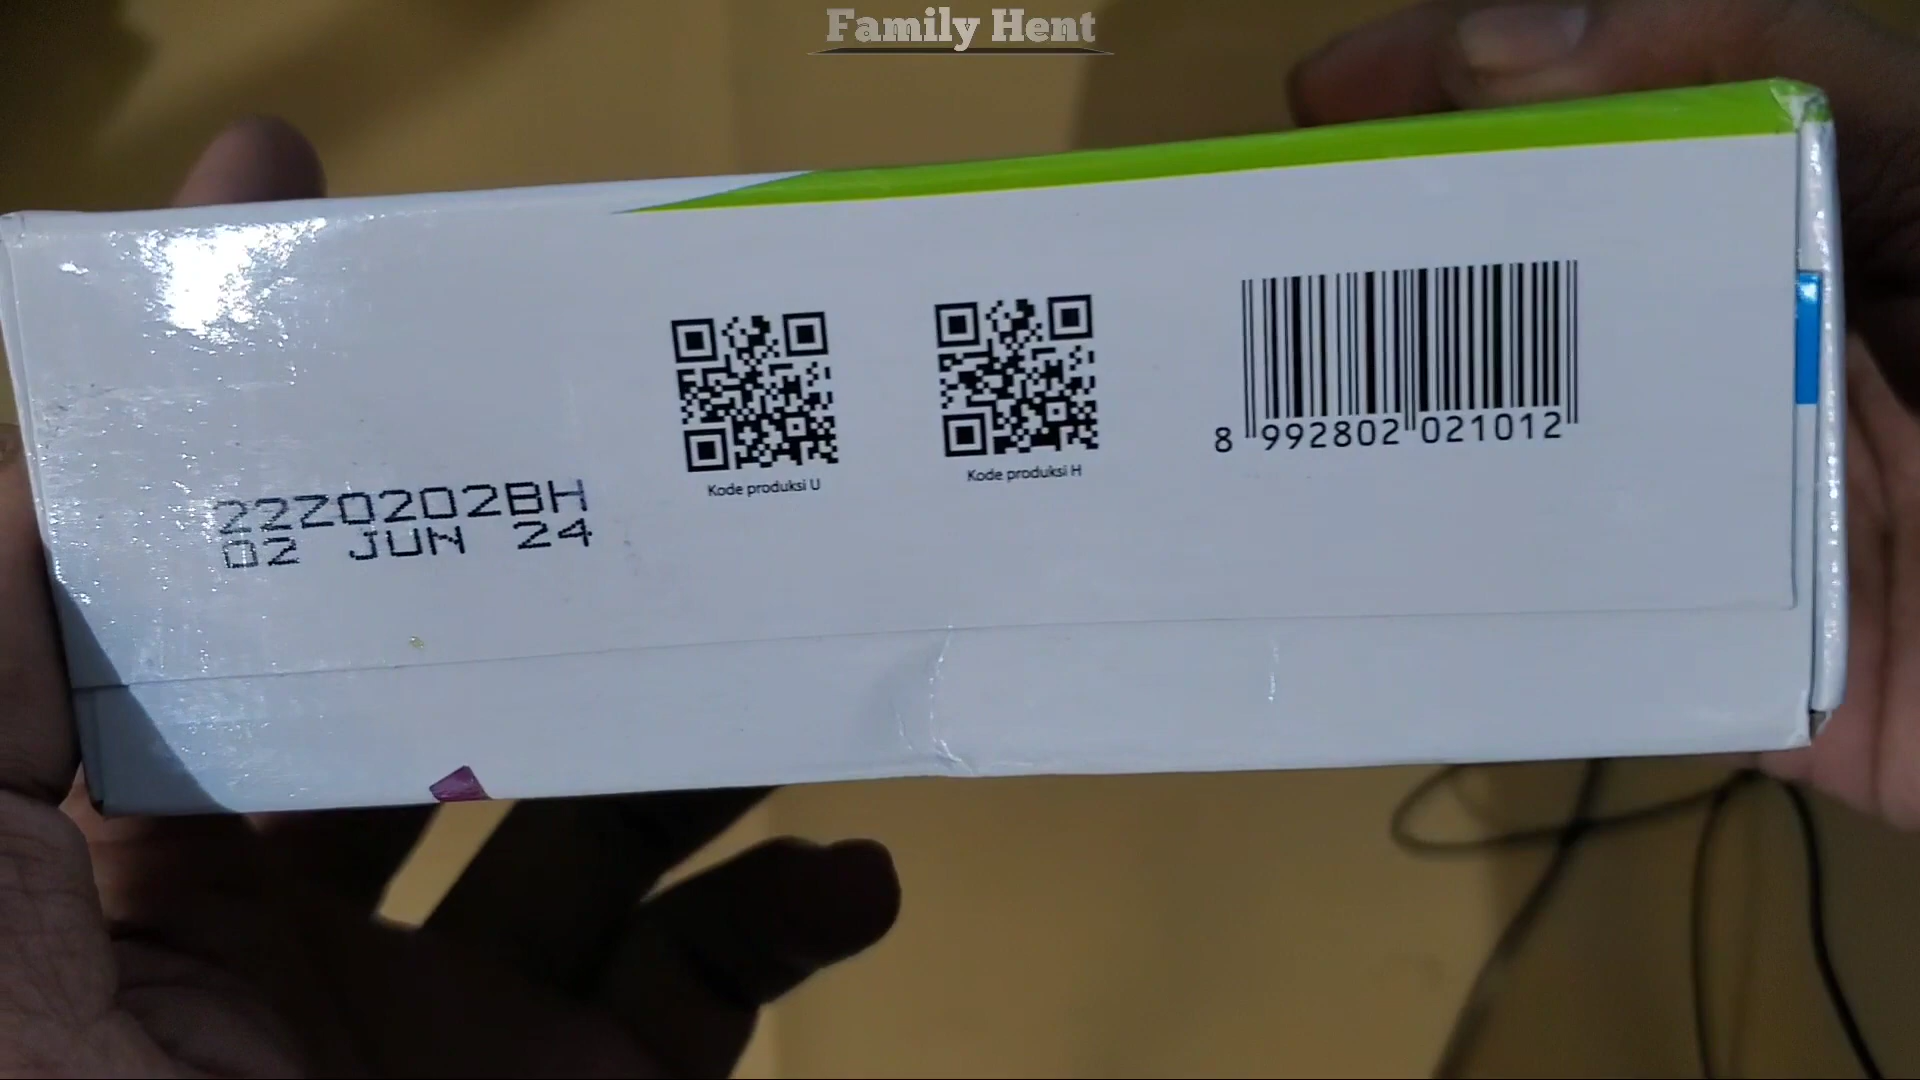 Family Hent
22Z0202BH
02 JUN 24
Kode produksi U
Kode produksi H
8 992802 021012